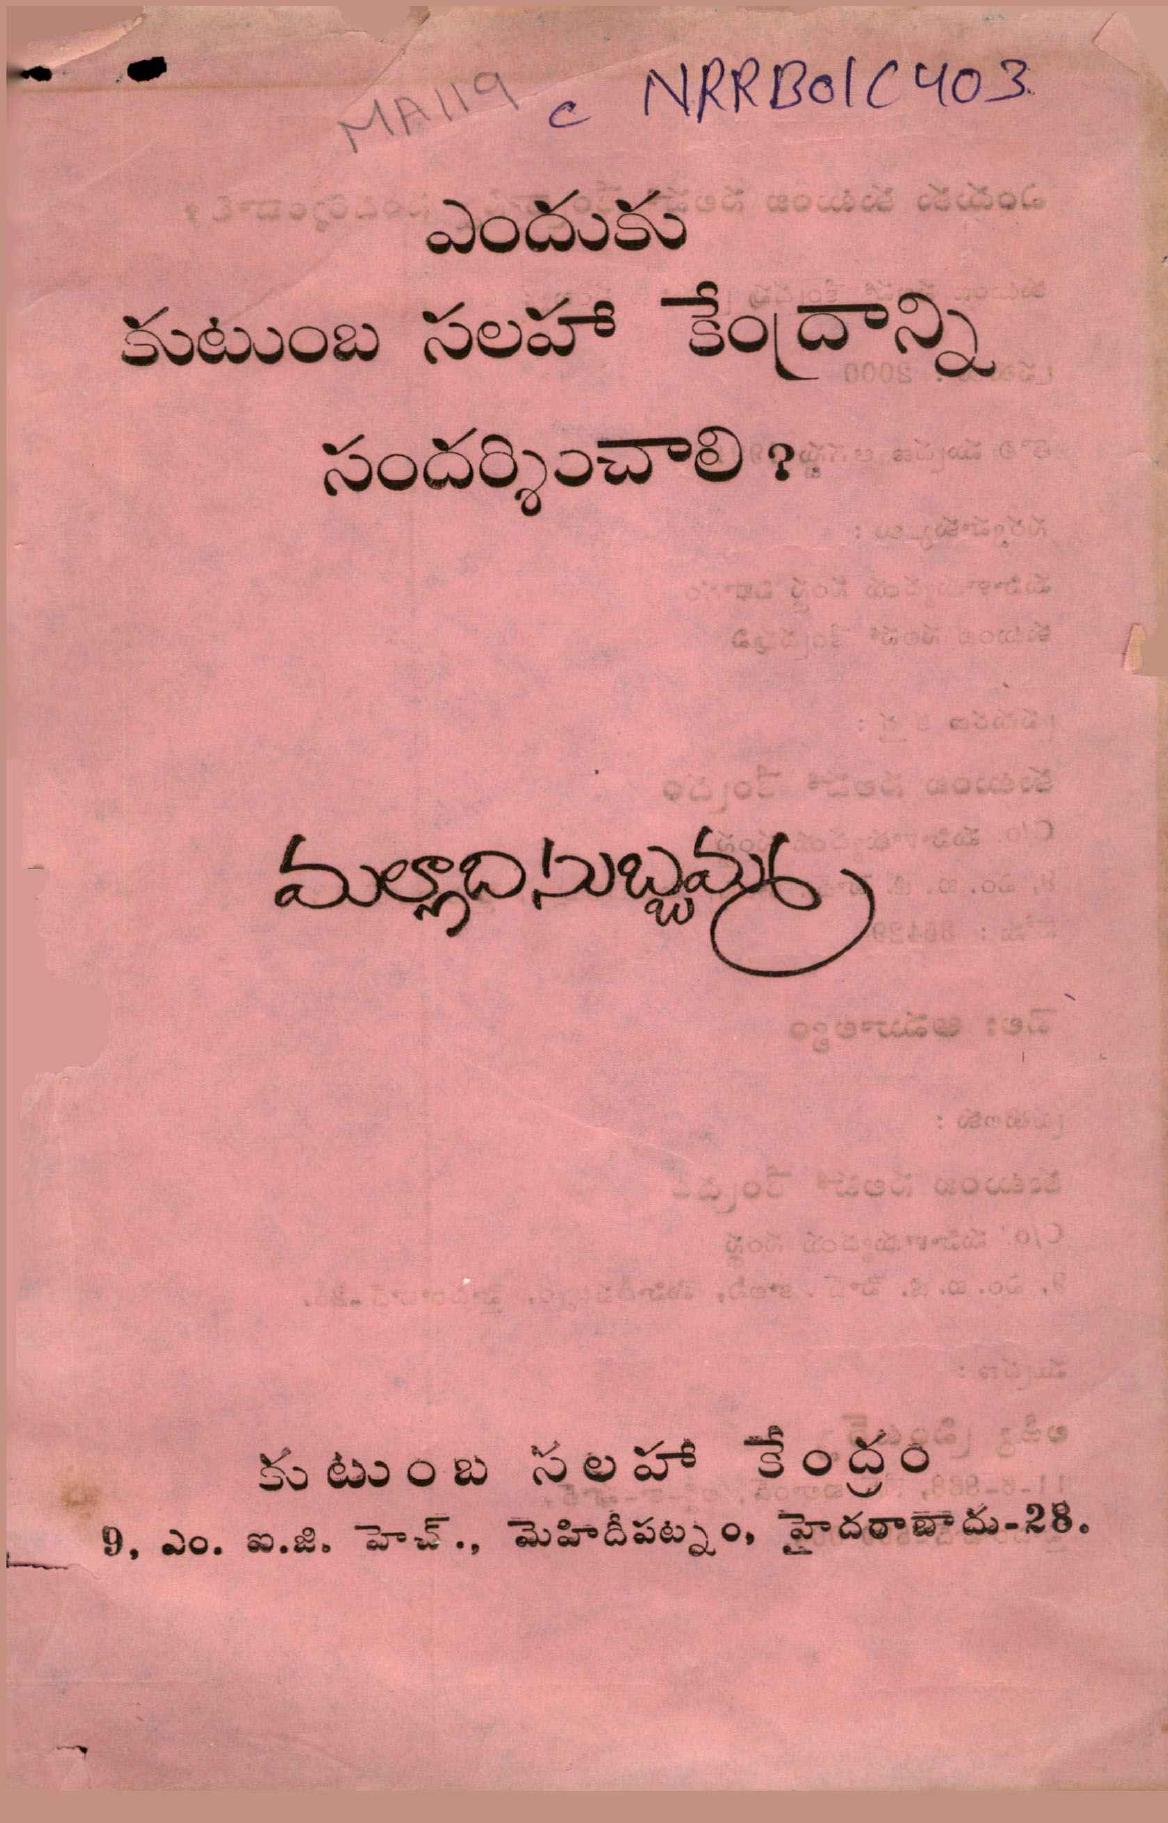 MA119 c NRRB01C403
ఎందుకు
కుటుంబ సలహా కేంద్రాన్ని
సందర్శించాలి ?
మల్లాది సుబ్బమ్మ
కుటుంబ సలహా కేంద్రం
9, ఎం. ఐ.జి. హెచ్., మెహిదీపట్నం, హైదరాబాదు-28.